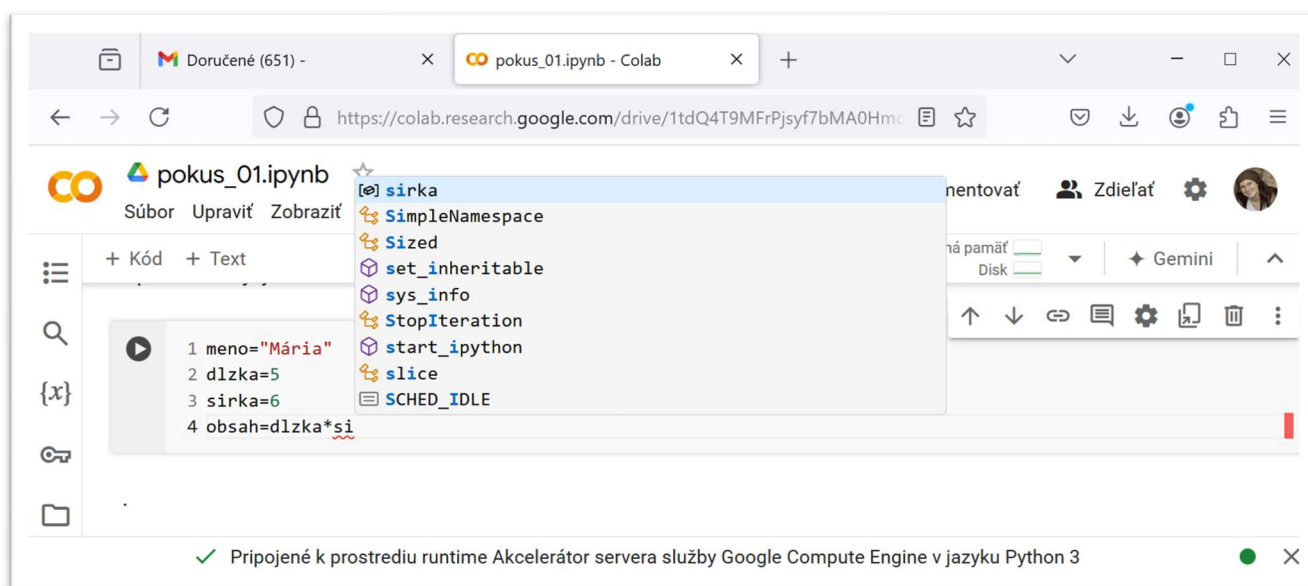 Doručené (651) -
pokus_01.ipynb - Colab
https://colab.research.google.com/drive/1tdQ4T9MFrPjsyf7bMA0Hmc
pokus_01.ipynb
Súbor Upraviť Zobraziť
Zdieľať
sirka
SimpleNamespace
Sized
set_inheritable
sys_info
StopIteration
start_ipython
slice
SCHED_IDLE
+ Kód + Text
pamäť
Disk
Gemini
{x}
1 meno="Mária"
2 dlzka=5
3 sirka=6
4 obsah=dlzka*si
.
Pripojené k prostrediu runtime Akcelerátor servera služby Google Compute Engine v jazyku Python 3